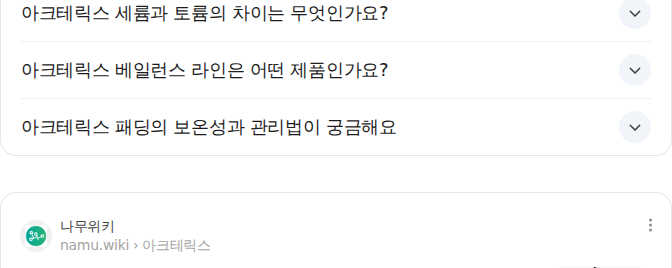 아크테릭스 세륨과 토륨의 차이는 무엇인가요?
아크테릭스 베일런스 라인은 어떤 제품인가요?
아크테릭스 패딩의 보온성과 관리법이 궁금해요
나무위키
namu.wiki › 아크테릭스